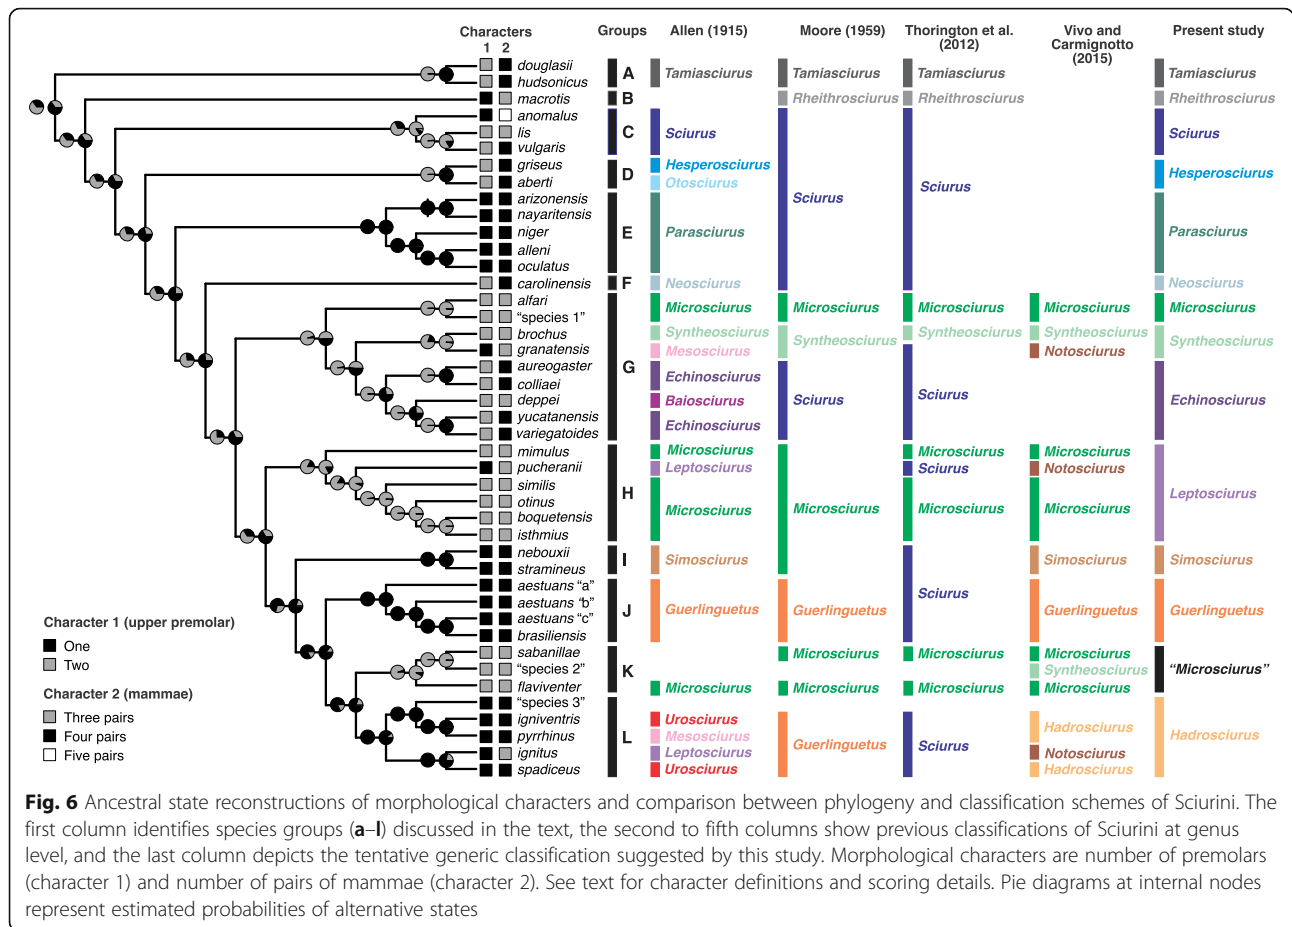 Characters
1 2
Groups
Allen (1915)
Moore (1959)
Thorington et al.
(2012)
Vivo and
Carmignotto
(2015)
Present study
douglasii
hudsonicus
macrotis
anomalus
lis
vulgaris
griseus
aberti
arizonensis
nayaritensis
niger
alleni
oculatus
carolinensis
alfari
"species 1"
brochus
granatensis
aureogaster
colliaei
deppei
yucatanensis
variegatoides
mimulus
pucheranii
similis
otinus
boquetensis
isthmius
nebouxii
stramineus
aestuans "a"
aestuans "b"
aestuans "c"
brasiliensis
sabanillae
"species 2"
flaviventer
"species 3"
igniventris
pyrrhinus
ignitus
spadiceus
A
B
C
D
E
F
G
H
I
J
K
L
Tamiasciurus
Sciurus
Hesperosciurus
Otosciurus
Parasciurus
Neosciurus
Microsciurus
Syntheosciurus
Mesosciurus
Echinosciurus
Baiosciurus
Echinosciurus
Microsciurus
Leptosciurus
Microsciurus
Simosciurus
Guerlinguetus
Microsciurus
Urosciurus
Mesosciurus
Leptosciurus
Urosciurus
Tamiasciurus
Rheithrosciurus
Sciurus
Microsciurus
Syntheosciurus
Sciurus
Microsciurus
Guerlinguetus
Microsciurus
Microsciurus
Guerlinguetus
Tamiasciurus
Rheithrosciurus
Sciurus
Microsciurus
Syntheosciurus
Sciurus
Microsciurus
Sciurus
Microsciurus
Sciurus
Microsciurus
Microsciurus
Sciurus
Microsciurus
Syntheosciurus
Notosciurus
Microsciurus
Notosciurus
Microsciurus
Simosciurus
Guerlinguetus
Microsciurus
Syntheosciurus
Microsciurus
Hadrosciurus
Notosciurus
Hadrosciurus
Tamiasciurus
Rheithrosciurus
Sciurus
Hesperosciurus
Parasciurus
Neosciurus
Microsciurus
Syntheosciurus
Echinosciurus
Leptosciurus
Simosciurus
Guerlinguetus
"Microsciurus"
Hadrosciurus
Character 1 (upper premolar)
One
Two
Character 2 (mammae)
Three pairs
Four pairs
Five pairs
Fig. 6 Ancestral state reconstructions of morphological characters and comparison between phylogeny and classification schemes of Sciurini. The
first column identifies species groups (a–l) discussed in the text, the second to fifth columns show previous classifications of Sciurini at genus
level, and the last column depicts the tentative generic classification suggested by this study. Morphological characters are number of premolars
(character 1) and number of pairs of mammae (character 2). See text for character definitions and scoring details. Pie diagrams at internal nodes
represent estimated probabilities of alternative states